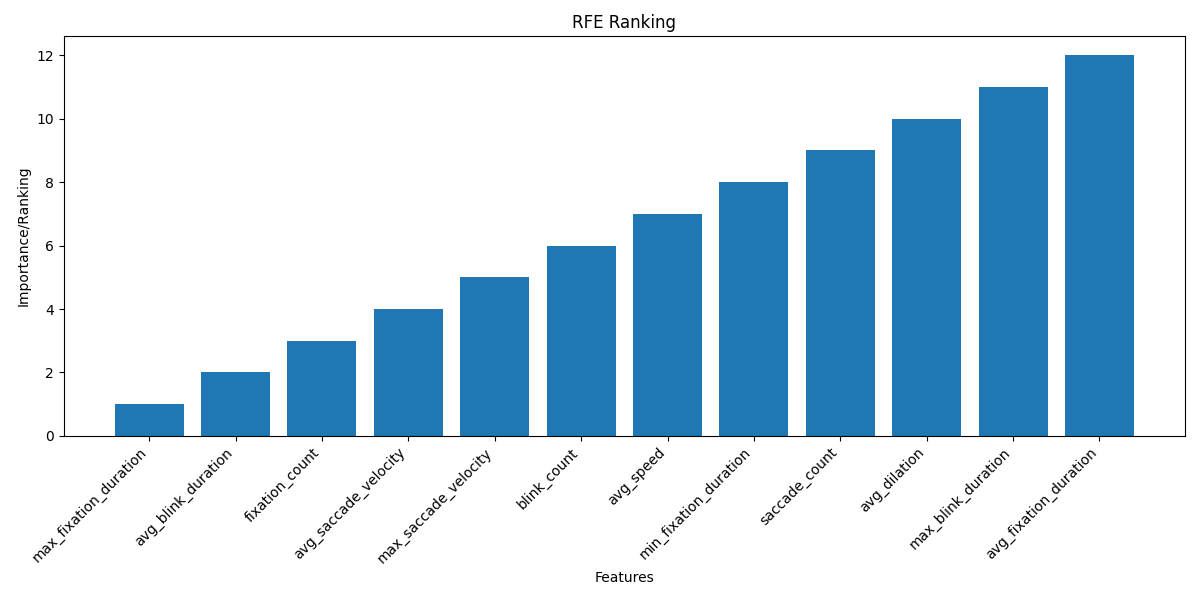 RFE Ranking
Importance/Ranking
12
10
8
6
4
2
0
max_fixation_duration
avg_blink_duration
fixation_count
avg_saccade_velocity
max_saccade_velocity
blink_count
avg_speed
min_fixation_duration
saccade_count
avg_dilation
max_blink_duration
avg_fixation_duration
Features